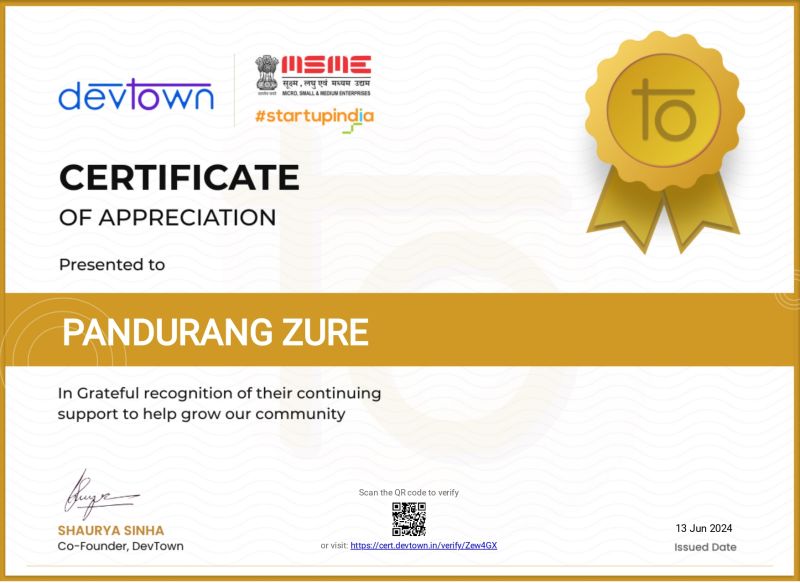 devtown
MSME
सूक्ष्म, लघु एवं मध्यम उद्यम
MICRO, SMALL & MEDIUM ENTERPRISES
#startupindia
to
CERTIFICATE
OF APPRECIATION
Presented to
PANDURANG ZURE
In Grateful recognition of their continuing
support to help grow our community
SHAURYA SINHA
Co-Founder, DevTown
Scan the QR code to verify
or visit: https://cert.devtown.in/verify/Zew4GX
13 Jun 2024
Issued Date